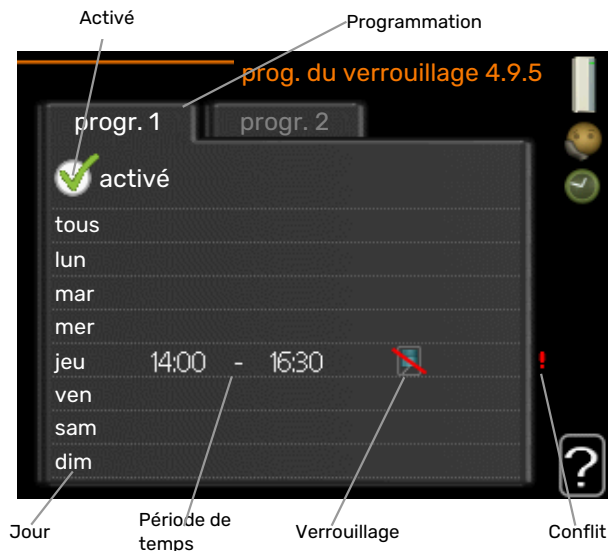 Activé
Programmation
prog. du verrouillage 4.9.5
progr. 1
progr. 2
activé
tous
lun
mar
mer
jeu 14:00 - 16:30 !
ven
sam
dim
?
Jour
Période de
temps
Verrouillage
Conflit